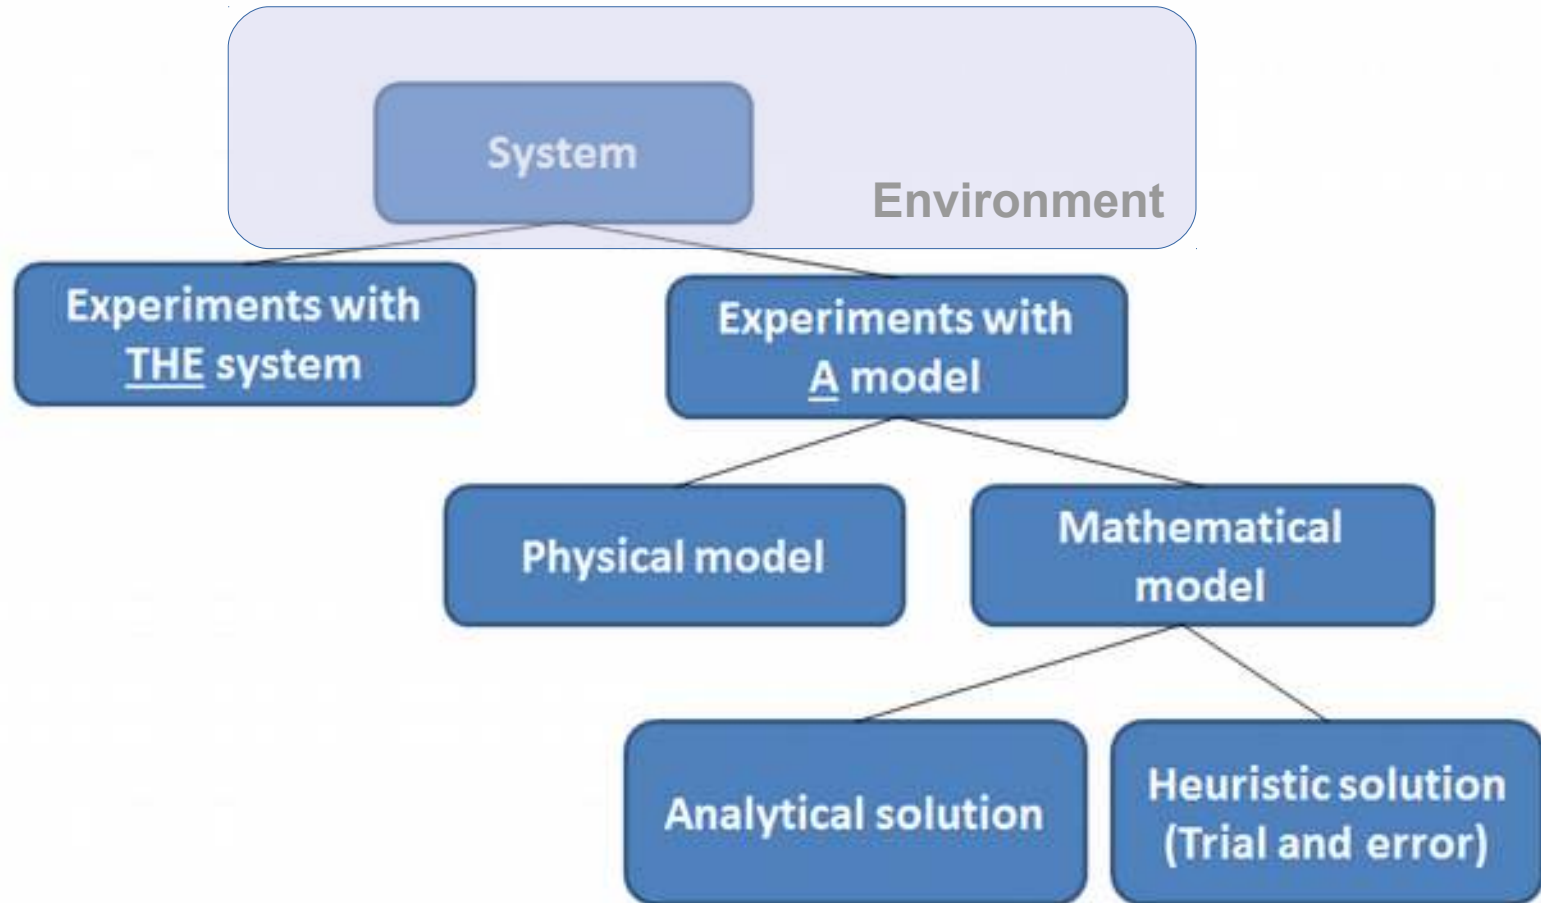 System
Environment
Experiments with
THE system
Experiments with
A model
Physical model
Mathematical
model
Analytical solution
Heuristic solution
(Trial and error)